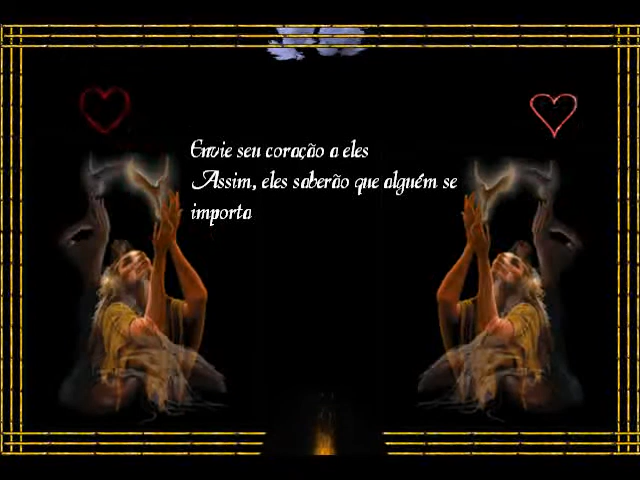 Envie seu coração a eles
Assim, eles saberão que alguém se
importa